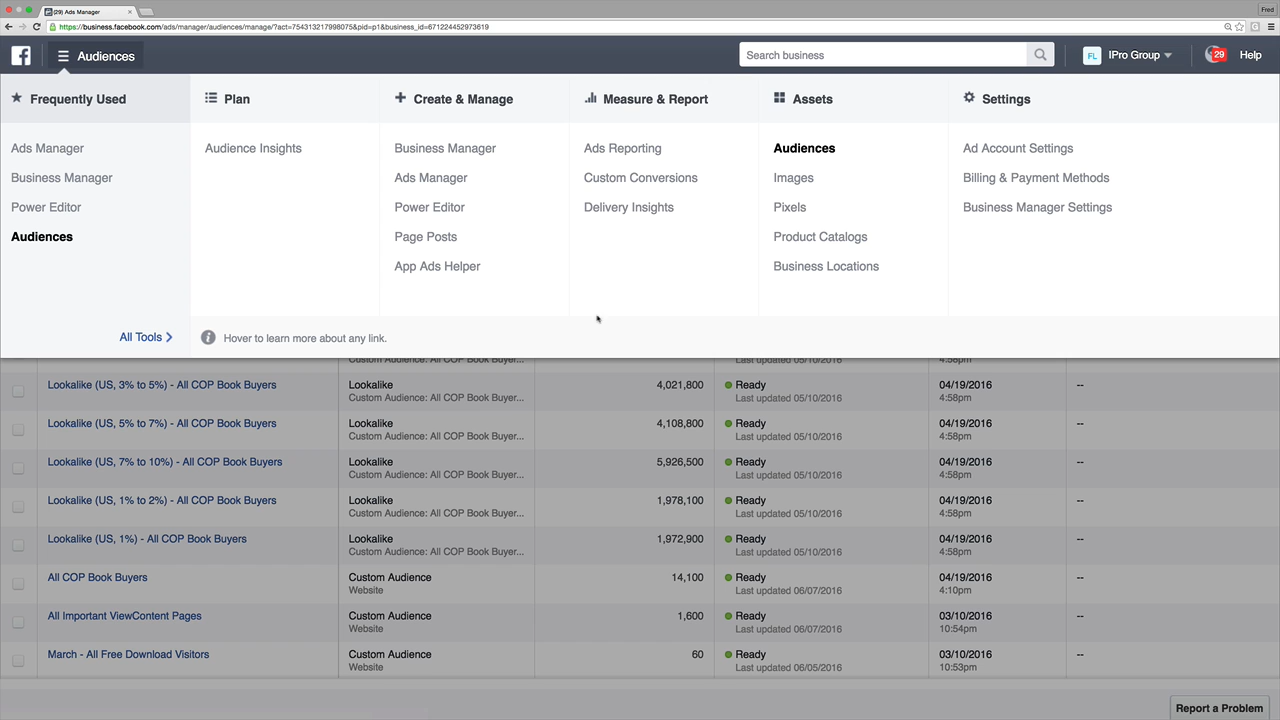 (29) Ads Manager
Fred
https://business.facebook.com/ads/manager/audiences/manage/?act=754313217998075&pid=p1&business_id=671224452973619
Audiences
Search business
FL
IPro Group
29
Help
Frequently Used
Plan
Create & Manage
Measure & Report
Assets
Settings
Ads Manager
Audience Insights
Business Manager
Ads Reporting
Audiences
Ad Account Settings
Business Manager
Ads Manager
Custom Conversions
Images
Billing & Payment Methods
Power Editor
Power Editor
Delivery Insights
Pixels
Business Manager Settings
Audiences
Page Posts
Product Catalogs
App Ads Helper
Business Locations
All Tools
Hover to learn more about any link.
Custom Audience: All COP Book Buyer... Last updated 05/10/2016 4:58pm
Lookalike (US, 3% to 5%) - All COP Book Buyers Lookalike 4,021,800 Ready 04/19/2016 --
Custom Audience: All COP Book Buyer... Last updated 05/10/2016 4:58pm
Lookalike (US, 5% to 7%) - All COP Book Buyers Lookalike 4,108,800 Ready 04/19/2016 --
Custom Audience: All COP Book Buyer... Last updated 05/10/2016 4:58pm
Lookalike (US, 7% to 10%) - All COP Book Buyers Lookalike 5,926,500 Ready 04/19/2016 --
Custom Audience: All COP Book Buyer... Last updated 05/10/2016 4:58pm
Lookalike (US, 1% to 2%) - All COP Book Buyers Lookalike 1,978,100 Ready 04/19/2016 --
Custom Audience: All COP Book Buyer... Last updated 05/10/2016 4:58pm
Lookalike (US, 1%) - All COP Book Buyers Lookalike 1,972,900 Ready 04/19/2016 --
Custom Audience: All COP Book Buyer... Last updated 05/10/2016 4:58pm
All COP Book Buyers Custom Audience 14,100 Ready 04/19/2016 --
Website Last updated 06/07/2016 4:10pm
All Important ViewContent Pages Custom Audience 1,600 Ready 03/10/2016 --
Website Last updated 06/07/2016 10:54pm
March - All Free Download Visitors Custom Audience 60 Ready 03/10/2016 --
Website Last updated 06/05/2016 10:53pm
Report a Problem